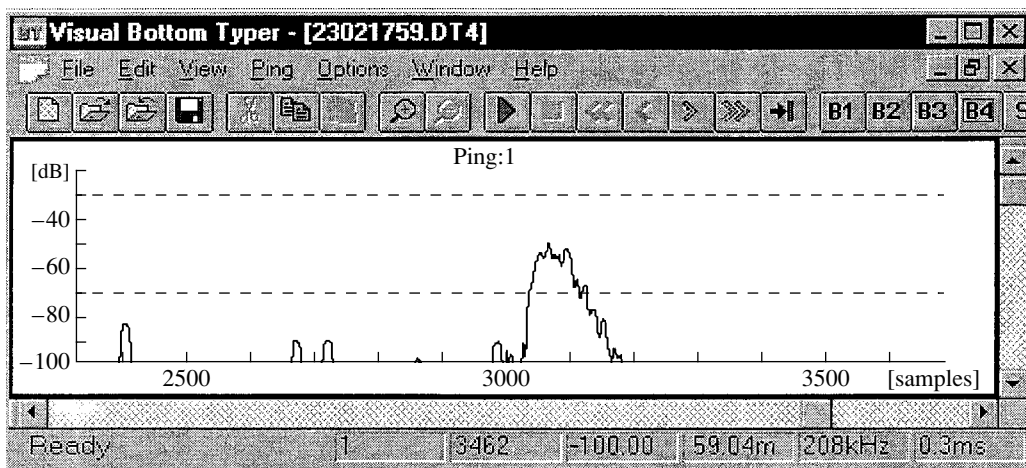 BT Visual Bottom Typer - [23021759.DT4]
File Edit View Ping Options Window Help
B1 B2 B3 B4 S
Ping:1
[dB]
−40
−60
−80
−100
2500 3000 3500 [samples]
Ready 1 3462 -100.00 59.04m 208kHz 0.3ms